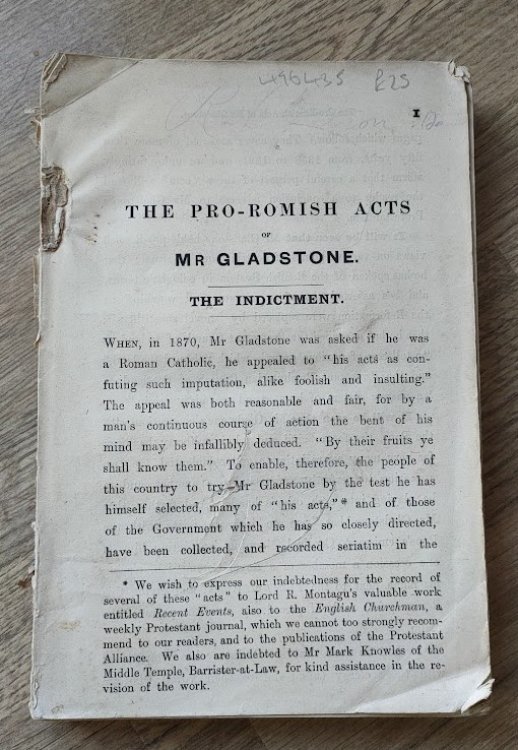 496435 £25
I
THE PRO-ROMISH ACTS
OF
MR GLADSTONE.
THE INDICTMENT.
WHEN, in 1870, Mr Gladstone was asked if he was
a Roman Catholic, he appealed to “his acts as con-
futing such imputation, alike foolish and insulting.”
The appeal was both reasonable and fair, for by a
man’s continuous course of action the bent of his
mind may be infallibly deduced. “By their fruits ye
shall know them.” To enable, therefore, the people of
this country to try Mr Gladstone by the test he has
himself selected, many of “his acts,”* and of those
of the Government which he has so closely directed,
have been collected, and recorded seriatim in the
* We wish to express our indebtedness for the record of
several of these “acts” to Lord R. Montagu’s valuable work
entitled Recent Events, also to the English Churchman, a
weekly Protestant journal, which we cannot too strongly recom-
mend to our readers, and to the publications of the Protestant
Alliance. We also are indebted to Mr Mark Knowles of the
Middle Temple, Barrister-at-Law, for kind assistance in the re-
vision of the work.